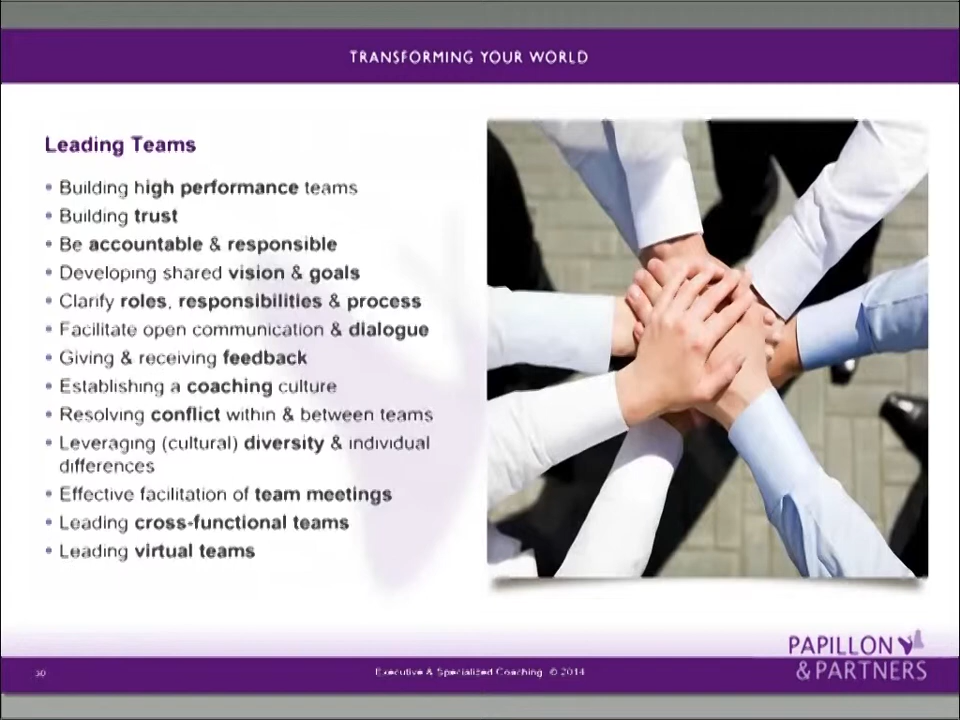 TRANSFORMING YOUR WORLD
Leading Teams
• Building high performance teams
• Building trust
• Be accountable & responsible
• Developing shared vision & goals
• Clarify roles, responsibilities & process
• Facilitate open communication & dialogue
• Giving & receiving feedback
• Establishing a coaching culture
• Resolving conflict within & between teams
• Leveraging (cultural) diversity & individual
differences
• Effective facilitation of team meetings
• Leading cross-functional teams
• Leading virtual teams
PAPILLON
& PARTNERS
30
Executive & Specialized Coaching © 2014